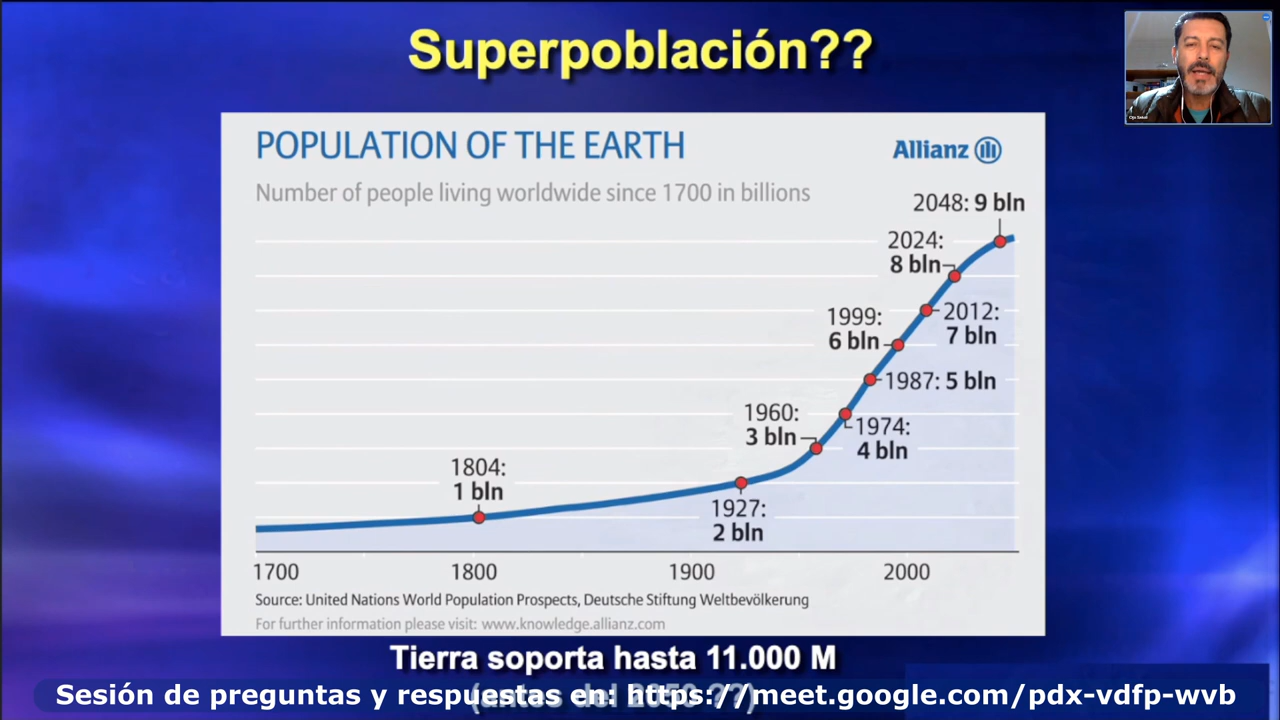 Superpoblación??
POPULATION OF THE EARTH
Allianz
Number of people living worldwide since 1700 in billions
2048: 9 bln
2024:
8 bln
1999:
6 bln
2012:
7 bln
1987: 5 bln
1960:
3 bln
1974:
4 bln
1804:
1 bln
1927:
2 bln
1700
1800
1900
2000
Source: United Nations World Population Prospects, Deutsche Stiftung Weltbevölkerung
For further information please visit: www.knowledge.allianz.com
Tierra soporta hasta 11.000 M
(antes del 2050 ??)
Sesión de preguntas y respuestas en: https://meet.google.com/pdx-vdfp-wvb